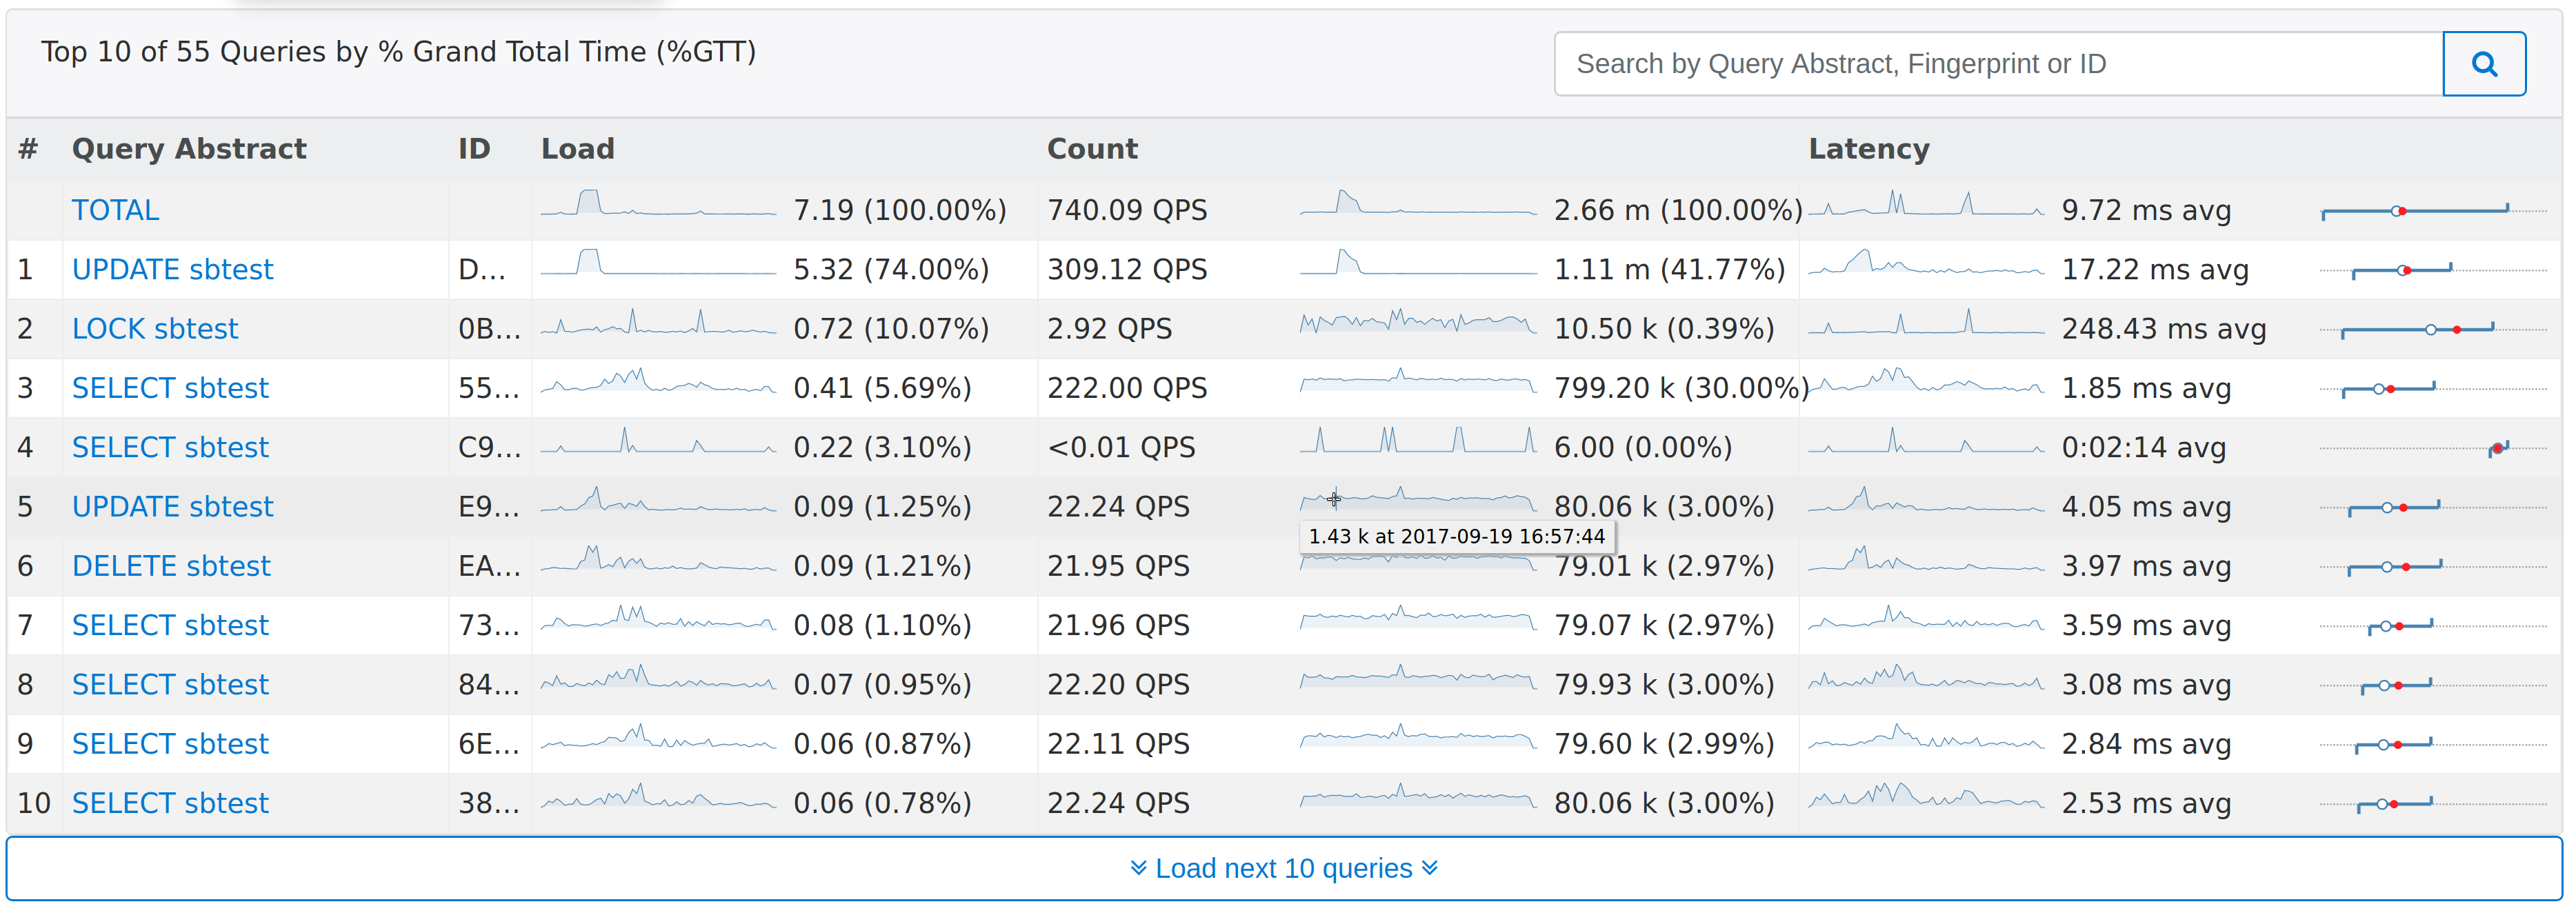 Top 10 of 55 Queries by % Grand Total Time (%GTT)
Search by Query Abstract, Fingerprint or ID
# Query Abstract ID Load Count Latency
TOTAL 7.19 (100.00%) 740.09 QPS 2.66 m (100.00%) 9.72 ms avg
1 UPDATE sbtest D... 5.32 (74.00%) 309.12 QPS 1.11 m (41.77%) 17.22 ms avg
2 LOCK sbtest 0B... 0.72 (10.07%) 2.92 QPS 10.50 k (0.39%) 248.43 ms avg
3 SELECT sbtest 55... 0.41 (5.69%) 222.00 QPS 799.20 k (30.00%) 1.85 ms avg
4 SELECT sbtest C9... 0.22 (3.10%) <0.01 QPS 6.00 (0.00%) 0:02:14 avg
5 UPDATE sbtest E9... 0.09 (1.25%) 22.24 QPS 80.06 k (3.00%) 4.05 ms avg
1.43 k at 2017-09-19 16:57:44
6 DELETE sbtest EA... 0.09 (1.21%) 21.95 QPS 79.01 k (2.97%) 3.97 ms avg
7 SELECT sbtest 73... 0.08 (1.10%) 21.96 QPS 79.07 k (2.97%) 3.59 ms avg
8 SELECT sbtest 84... 0.07 (0.95%) 22.20 QPS 79.93 k (3.00%) 3.08 ms avg
9 SELECT sbtest 6E... 0.06 (0.87%) 22.11 QPS 79.60 k (2.99%) 2.84 ms avg
10 SELECT sbtest 38... 0.06 (0.78%) 22.24 QPS 80.06 k (3.00%) 2.53 ms avg
Load next 10 queries